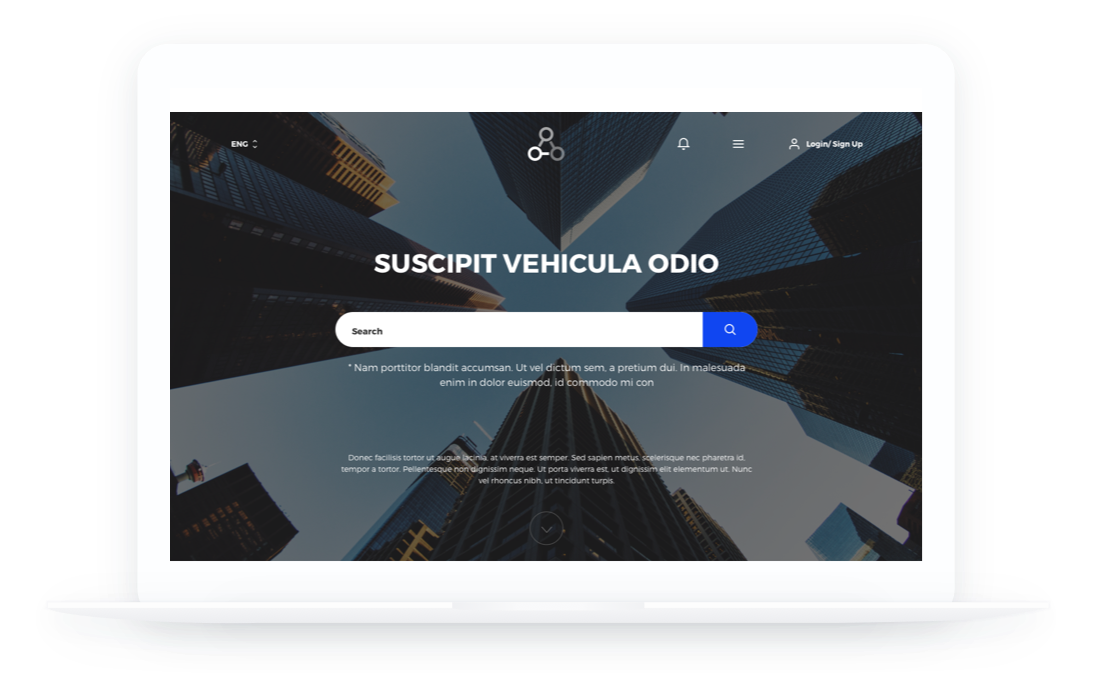 ENG
Login/ Sign Up
SUSCIPIT VEHICULA ODIO
Search
* Nam porttitor blandit accumsan. Ut vel dictum sem, a pretium dui. In malesuada
enim in dolor euismod, id commodo mi con
Donec facilisis tortor ut augue lacinia, at viverra est semper. Sed sapien metus, scelerisque nec pharetra id,
tempor a tortor. Pellentesque non dignissim neque. Ut porta viverra est, ut dignissim elit elementum ut. Nunc
vel rhoncus nibh, ut tincidunt turpis.